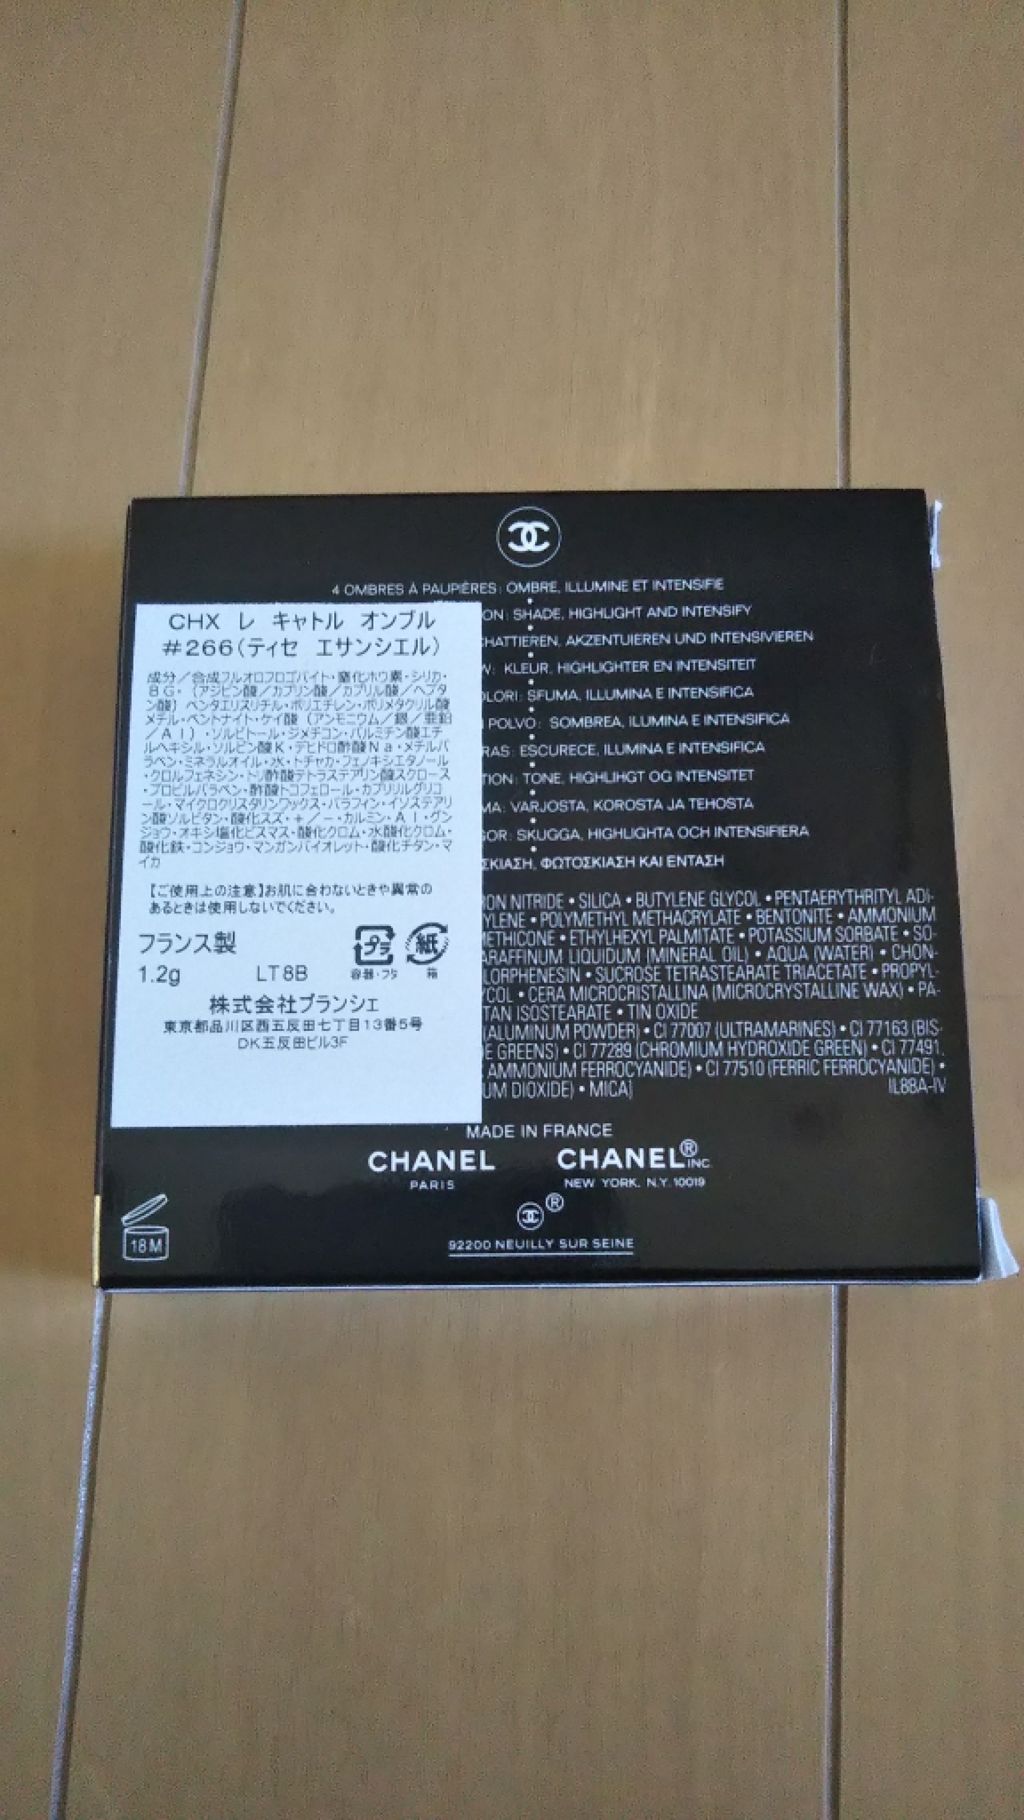 4 OMBRES À PAUPIÈRES: OMBRE, ILLUMINE ET INTENSIFIE
ON: SHADE, HIGHLIGHT AND INTENSIFY
CHATTIEREN, AKZENTUIEREN UND INTENSIVIEREN
W: KLEUR, HIGHLIGHTER EN INTENSITEIT
OLORI: SFUMA, ILLUMINA E INTENSIFICA
POLVO: SOMBREA, ILUMINA E INTENSIFICA
RAS: ESCURECE, ILUMINA E INTENSIFICA
TION: TONE, HIGHLIHGT OG INTENSITET
MA: VARJOSTA, KOROSTA JA TEHOSTA
GOR: SKUGGA, HIGHLIGHTA OCH INTENSIFIERA
ΣΚΙΑΣΗ, ΦΩΤΟΣΚΙΑΣΗ ΚΑΙ ΕΝΤΑΣΗ
CHX レ キャトル オンブル
#266(ティセ エサンシエル)
成分/合成フルオロフロゴパイト・窒化ホウ素・シリカ・
BG・(アジピン酸/カプリン酸/カプリル酸/ヘプタ
ン酸)ペンタエリスリチル・ポリエチレン・ポリメタクリル酸
メチル・ベントナイト・ケイ酸(アンモニウム/銀/亜鉛
/Al)・ソルビトール・ジメチコン・パルミチン酸エチ
ルヘキシル・ソルビン酸K・デヒドロ酢酸Na・メチルパ
ラベン・ミネラルオイル・水・トチャカ・フェノキシエタノール
・クロルフェネシン・トリ酢酸テトラステアリン酸スクロース
・プロピルパラベン・酢酸トコフェロール・カプリリルグリコ
ール・マイクロクリスタリンワックス・パラフィン・イソステアリ
ン酸ソルビタン・酸化スズ・+/−・カルミン・Al・グン
ジョウ・オキシ塩化ビスマス・酸化クロム・水酸化クロム・
酸化鉄・コンジョウ・マンガンバイオレット・酸化チタン・マ
イカ
【ご使用上の注意】お肌に合わないときや異常の
あるときは使用しないでください。
フランス製
1.2g LT8B
プラ 紙
容器・フタ 箱
株式会社ブランシェ
東京都品川区西五反田七丁目13番5号
DK五反田ビル3F
ON NITRIDE • SILICA • BUTYLENE GLYCOL • PENTAERYTHRITYL ADI-
YLENE • POLYMETHYL METHACRYLATE • BENTONITE • AMMONIUM
METHICONE • ETHYLHEXYL PALMITATE • POTASSIUM SORBATE • SO-
ARAFFINUM LIQUIDUM (MINERAL OIL) • AQUA (WATER) • CHON-
LORPHENESIN • SUCROSE TETRASTEARATE TRIACETATE • PROPYL-
YCOL • CERA MICROCRISTALLINA (MICROCRYSTALLINE WAX) • PA-
TAN ISOSTEARATE • TIN OXIDE
(ALUMINUM POWDER) • CI 77007 (ULTRAMARINES) • CI 77163 (BIS-
E GREENS) • CI 77289 (CHROMIUM HYDROXIDE GREEN) • CI 77491,
AMMONIUM FERROCYANIDE) • CI 77510 (FERRIC FERROCYANIDE) •
UM DIOXIDE) • MICA] IL88A-IV
MADE IN FRANCE
CHANEL CHANEL® INC.
PARIS NEW YORK, N.Y. 10019
®
92200 NEUILLY SUR SEINE
18M